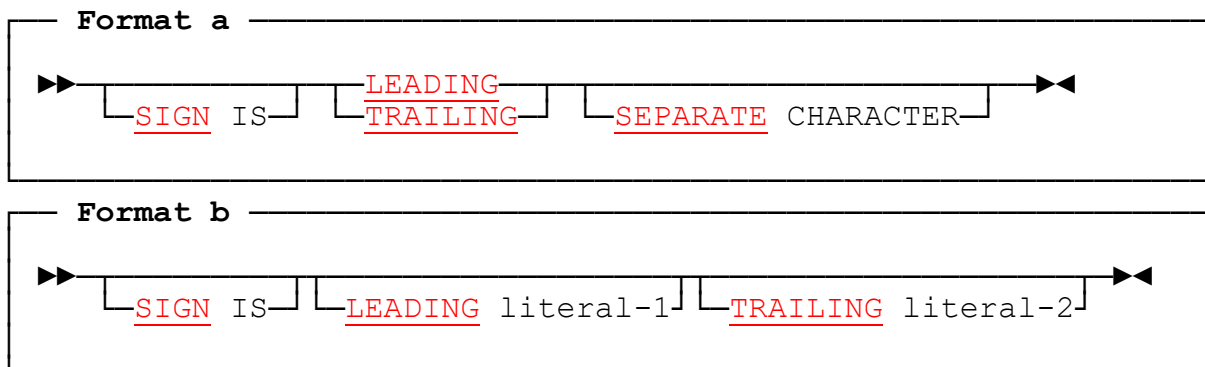 Format a
LEADING
SIGN IS TRAILING SEPARATE CHARACTER
Format b
SIGN IS LEADING literal-1 TRAILING literal-2